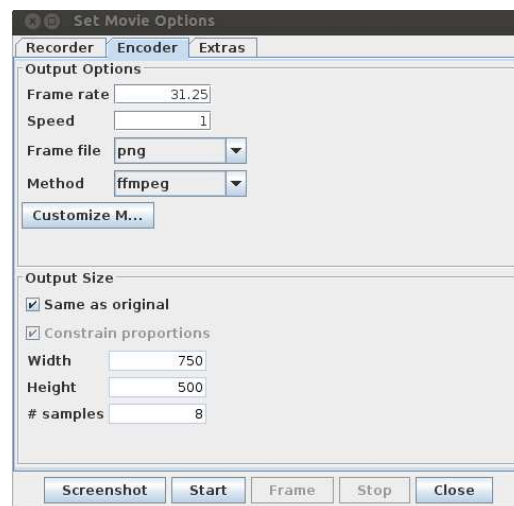 Set Movie Options
Recorder Encoder Extras
Output Options
Frame rate 31.25
Speed 1
Frame file png
Method ffmpeg
Customize M...
Output Size
Same as original
Constrain proportions
Width 750
Height 500
# samples 8
Screenshot Start Frame Stop Close